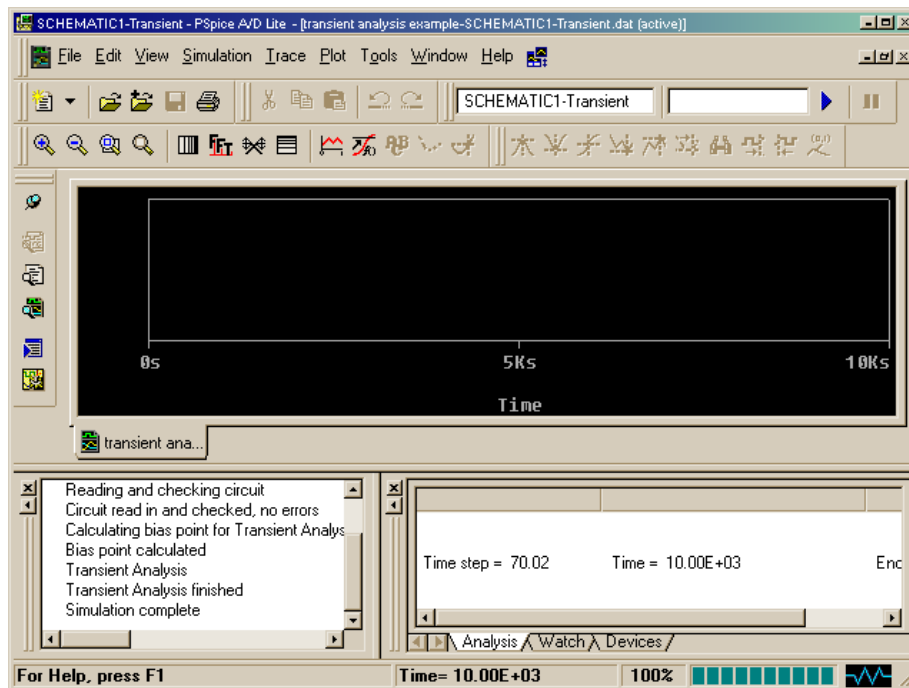 SCHEMATIC1-Transient - PSpice A/D Lite - [transient analysis example-SCHEMATIC1-Transient.dat (active)]
File Edit View Simulation Trace Plot Tools Window Help
SCHEMATIC1-Transient
FFT
0s 5Ks 10Ks
Time
transient ana...
Reading and checking circuit
Circuit read in and checked, no errors
Calculating bias point for Transient Analys
Bias point calculated
Transient Analysis
Transient Analysis finished
Simulation complete
Time step = 70.02 Time = 10.00E+03 End
Analysis Watch Devices
For Help, press F1 Time= 10.00E+03 100%